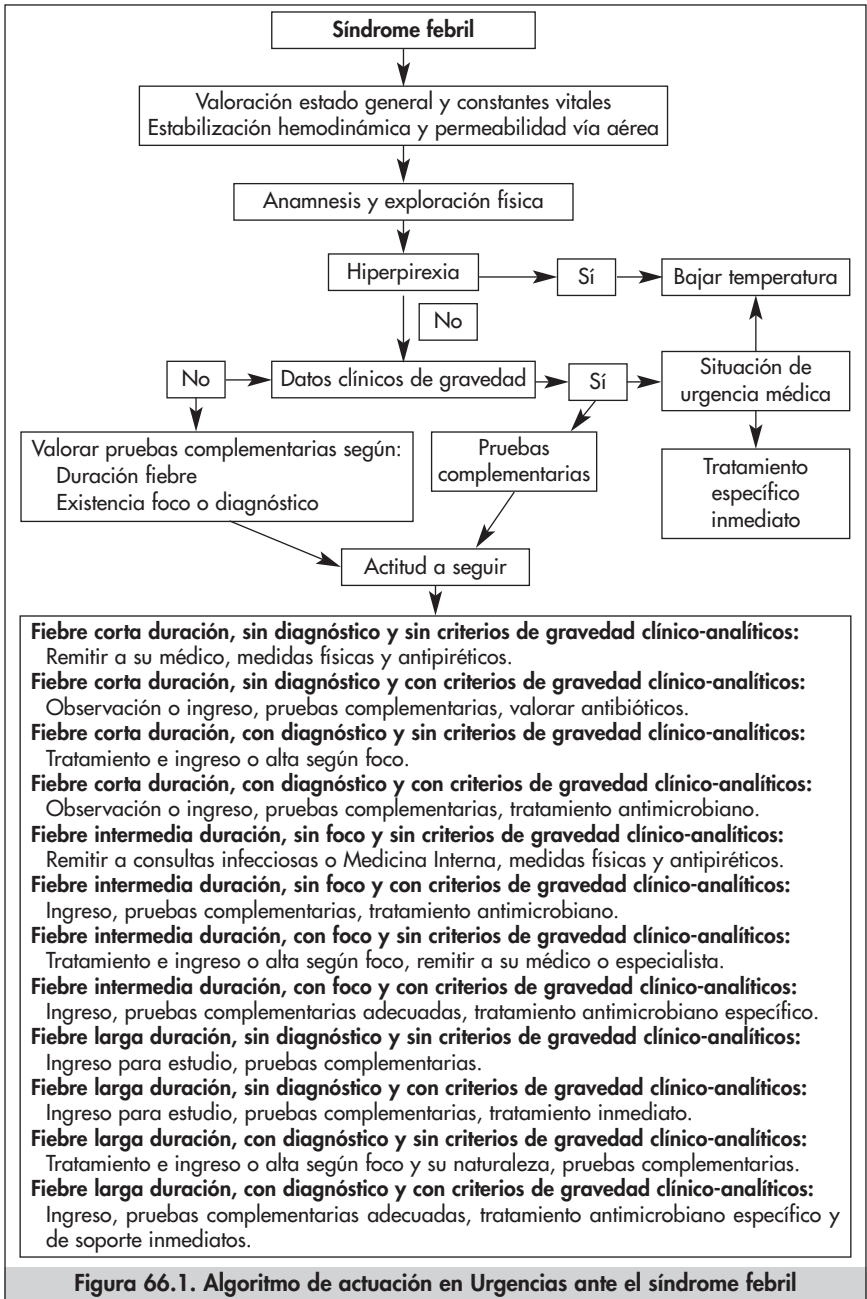 Síndrome febril
Valoración estado general y constantes vitales
Estabilización hemodinámica y permeabilidad vía aérea
Anamnesis y exploración física
Hiperpirexia
Sí
Bajar temperatura
No
No
Datos clínicos de gravedad
Sí
Situación de
urgencia médica
Valorar pruebas complementarias según:
Duración fiebre
Existencia foco o diagnóstico
Pruebas
complementarias
Tratamiento
específico
inmediato
Actitud a seguir
Fiebre corta duración, sin diagnóstico y sin criterios de gravedad clínico-analíticos:
Remitir a su médico, medidas físicas y antipiréticos.
Fiebre corta duración, sin diagnóstico y con criterios de gravedad clínico-analíticos:
Observación o ingreso, pruebas complementarias, valorar antibióticos.
Fiebre corta duración, con diagnóstico y sin criterios de gravedad clínico-analíticos:
Tratamiento e ingreso o alta según foco.
Fiebre corta duración, con diagnóstico y con criterios de gravedad clínico-analíticos:
Observación o ingreso, pruebas complementarias, tratamiento antimicrobiano.
Fiebre intermedia duración, sin foco y sin criterios de gravedad clínico-analíticos:
Remitir a consultas infecciosas o Medicina Interna, medidas físicas y antipiréticos.
Fiebre intermedia duración, sin foco y con criterios de gravedad clínico-analíticos:
Ingreso, pruebas complementarias, tratamiento antimicrobiano.
Fiebre intermedia duración, con foco y sin criterios de gravedad clínico-analíticos:
Tratamiento e ingreso o alta según foco, remitir a su médico o especialista.
Fiebre intermedia duración, con foco y con criterios de gravedad clínico-analíticos:
Ingreso, pruebas complementarias adecuadas, tratamiento antimicrobiano específico.
Fiebre larga duración, sin diagnóstico y sin criterios de gravedad clínico-analíticos:
Ingreso para estudio, pruebas complementarias.
Fiebre larga duración, sin diagnóstico y con criterios de gravedad clínico-analíticos:
Ingreso para estudio, pruebas complementarias, tratamiento inmediato.
Fiebre larga duración, con diagnóstico y sin criterios de gravedad clínico-analíticos:
Tratamiento e ingreso o alta según foco y su naturaleza, pruebas complementarias.
Fiebre larga duración, con diagnóstico y con criterios de gravedad clínico-analíticos:
Ingreso, pruebas complementarias adecuadas, tratamiento antimicrobiano específico y
de soporte inmediatos.
Figura 66.1. Algoritmo de actuación en Urgencias ante el síndrome febril